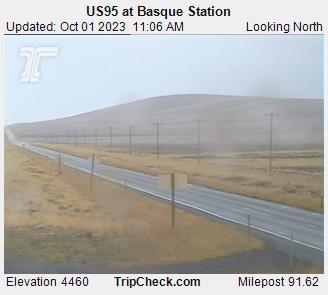 US95 at Basque Station
Updated: Oct 01 2023 11:06 AM Looking North
Elevation 4460 TripCheck.com Milepost 91.62